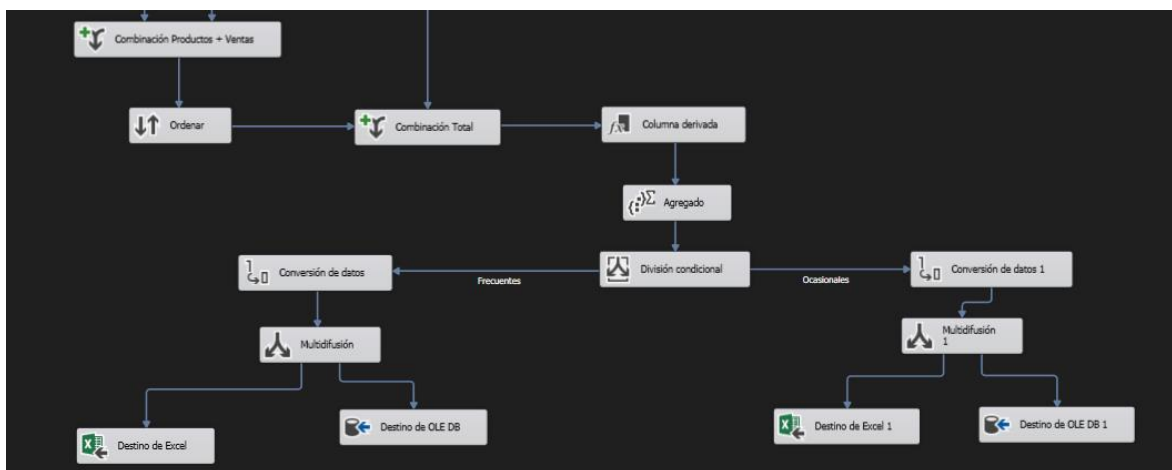 Combinación Productos + Ventas
Ordenar
Combinación Total
Columna derivada
Agregado
División condicional
Frecuentes
Ocasionales
Conversión de datos
Conversión de datos 1
Multidifusión
Multidifusión
1
Destino de Excel
Destino de OLE DB
Destino de Excel 1
Destino de OLE DB 1